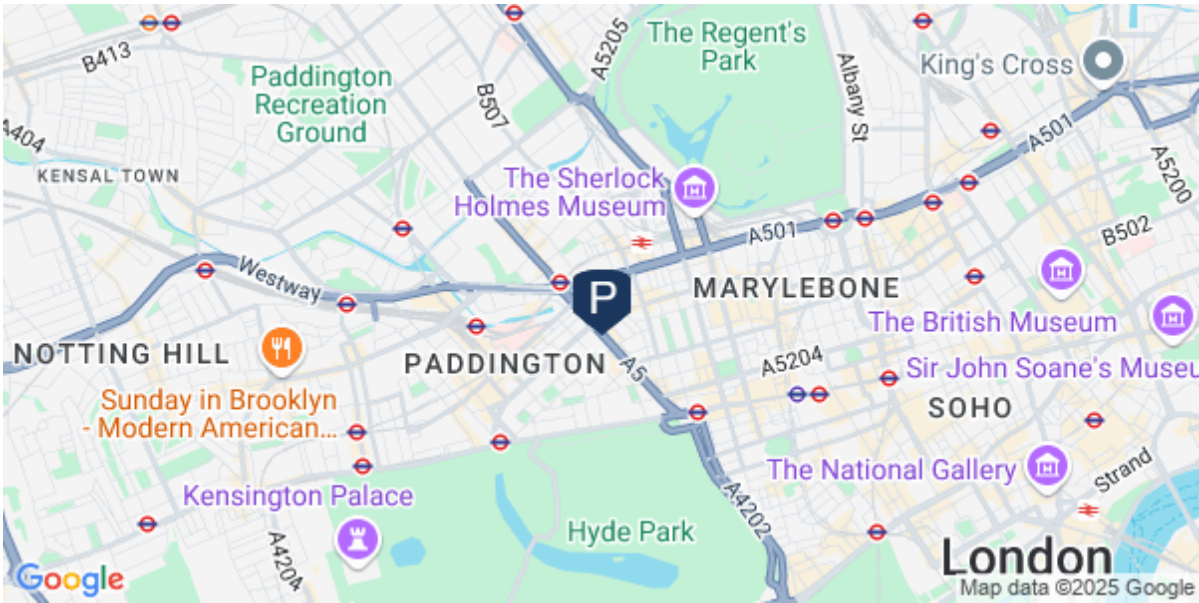 B413
A5205
The Regent's
Park
Albany St
King's Cross
Paddington
Recreation
Ground
B507
A404
A501
KENSAL TOWN
The Sherlock
Holmes Museum
A5200
A501
B502
Westway
P
MARYLEBONE
The British Museum
NOTTING HILL
PADDINGTON
A5
A5204
Sir John Soane's Museu
Sunday in Brooklyn
- Modern American...
SOHO
The National Gallery
Strand
Kensington Palace
A4202
Hyde Park
A4204
London
Google
Map data ©2025 Google